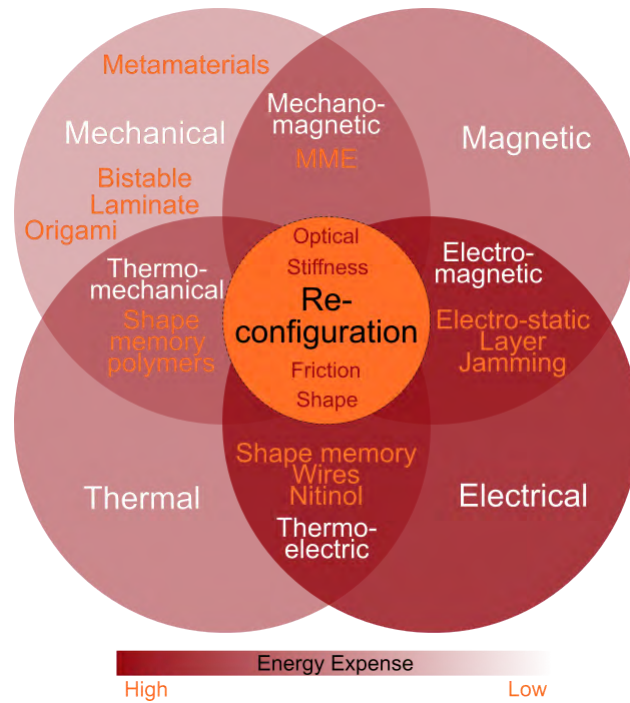 Metamaterials
Mechanical
Bistable
Laminate
Origami
Mechano-
magnetic
MME
Magnetic
Thermo-
mechanical
Shape
memory
polymers
Optical
Stiffness
Re-
configuration
Friction
Shape
Electro-
magnetic
Electro-static
Layer
Jamming
Thermal
Shape memory
Wires
Nitinol
Thermo-
electric
Electrical
Energy Expense
High
Low